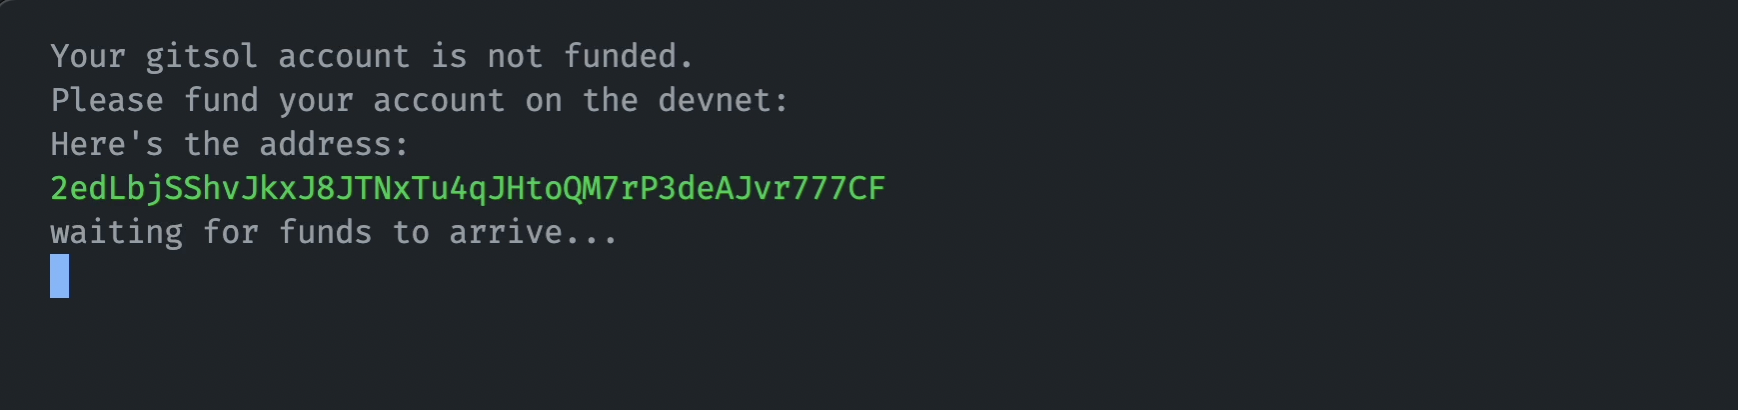 Your gitsol account is not funded.
Please fund your account on the devnet:
Here's the address:
2edLbjSShvJkxJ8JTNxTu4qJHtoQM7rP3deAJvr777CF
waiting for funds to arrive...